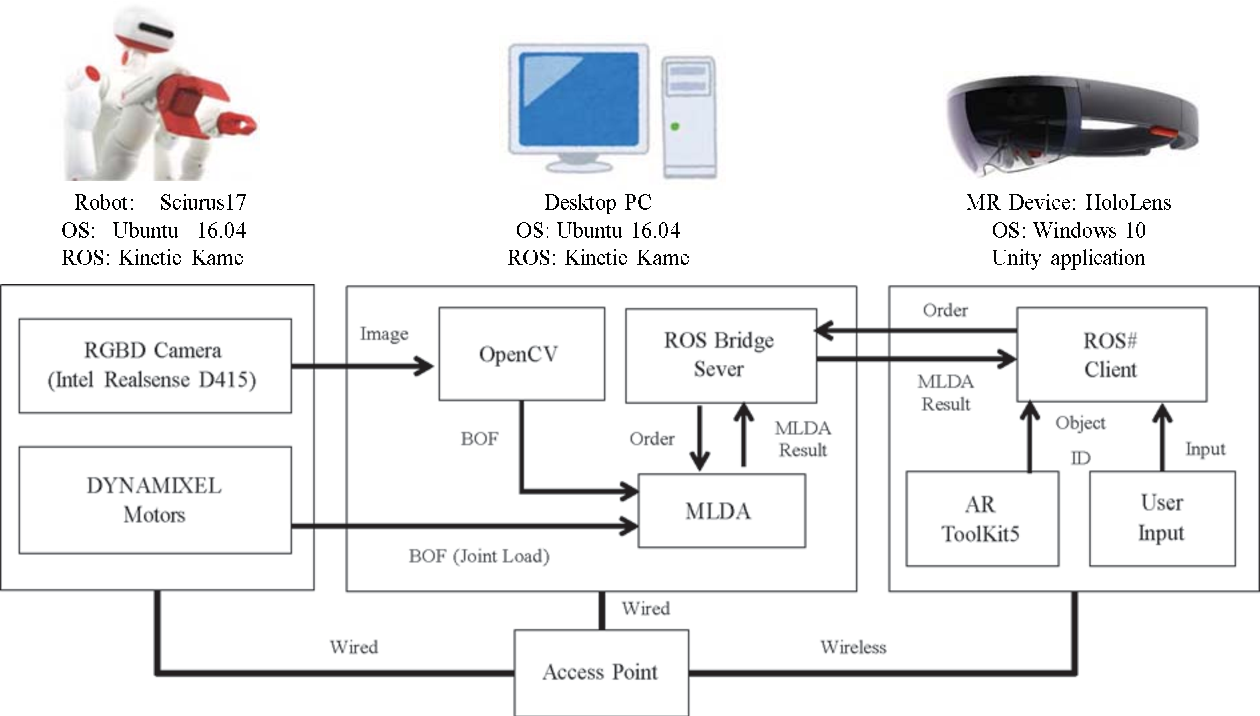 Robot: Sciurus17
OS: Ubuntu 16.04
ROS: Kinetic Kame
Desktop PC
OS: Ubuntu 16.04
ROS: Kinetic Kame
MR Device: HoloLens
OS: Windows 10
Unity application
RGBD Camera
(Intel Realsense D415)
DYNAMIXEL
Motors
Image
OpenCV
BOF
BOF (Joint Load)
ROS Bridge
Sever
Order
MLDA
Result
MLDA
Order
MLDA
Result
ROS#
Client
Object
ID
Input
AR
ToolKit5
User
Input
Wired
Wired
Wireless
Access Point